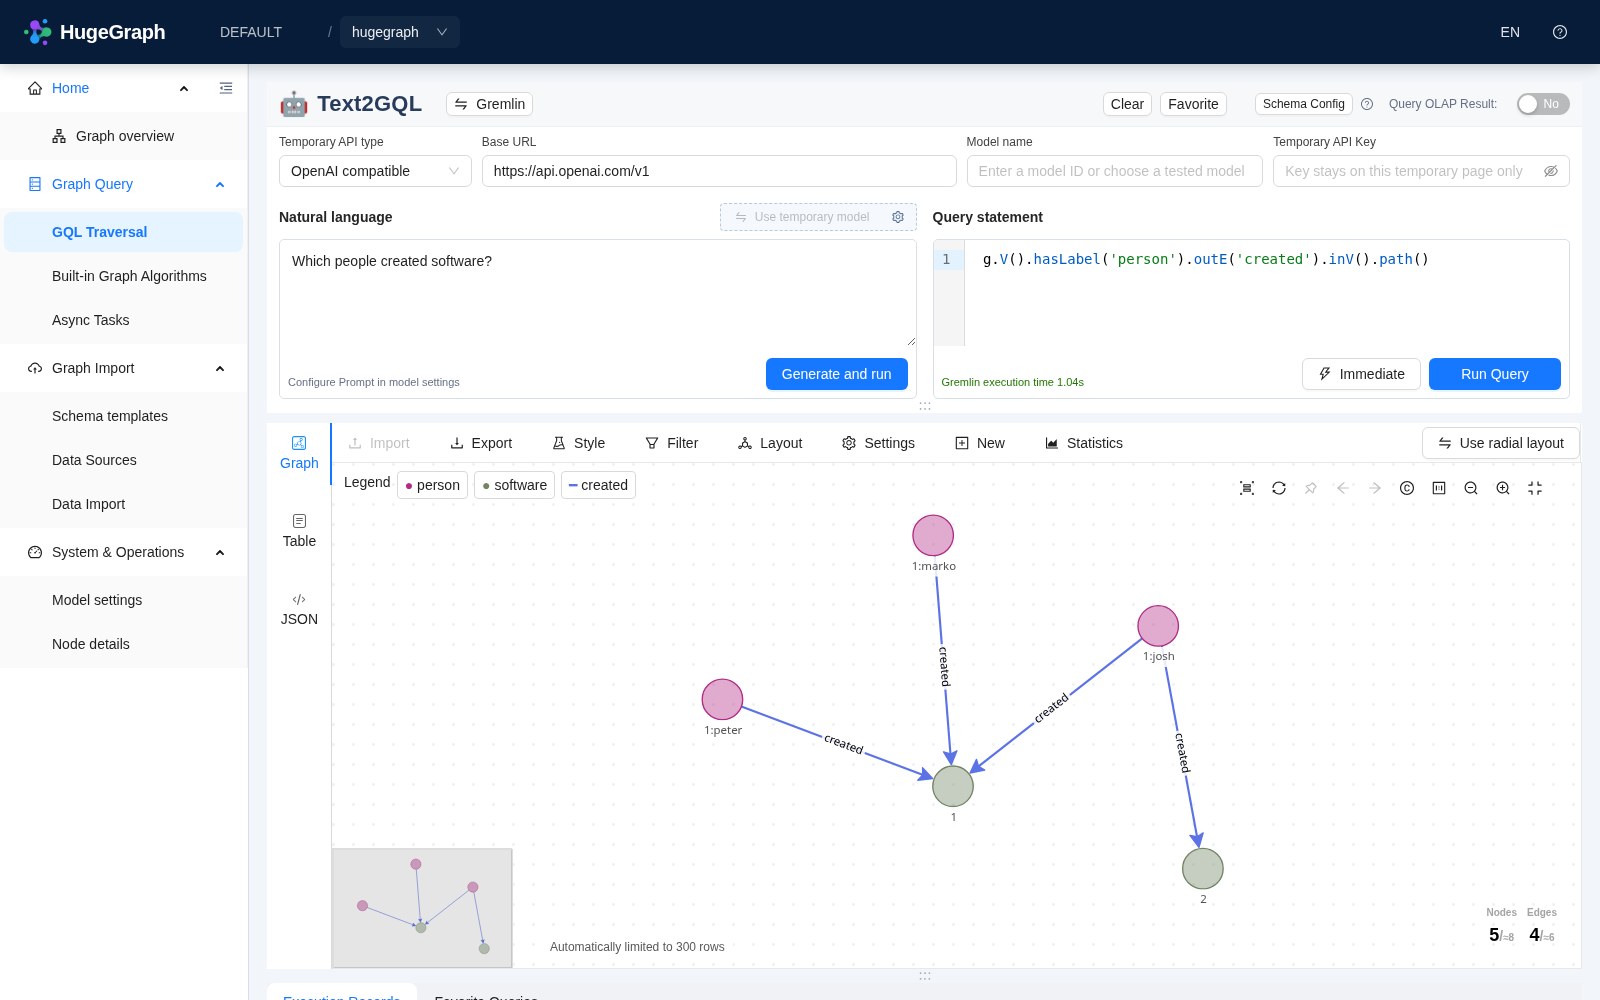 HugeGraph
DEFAULT / hugegraph
EN
Home
Graph overview
Graph Query
GQL Traversal
Built-in Graph Algorithms
Async Tasks
Graph Import
Schema templates
Data Sources
Data Import
System & Operations
Model settings
Node details
Text2GQL
Gremlin
Clear
Favorite
Schema Config
Query OLAP Result:
No
Temporary API type
Base URL
Model name
Temporary API Key
OpenAI compatible
https://api.openai.com/v1
Enter a model ID or choose a tested model
Key stays on this temporary page only
Natural language
Use temporary model
Which people created software?
Configure Prompt in model settings
Generate and run
Query statement
1 g.V().hasLabel('person').outE('created').inV().path()
Gremlin execution time 1.04s
Immediate
Run Query
Graph
Table
JSON
Import
Export
Style
Filter
Layout
Settings
New
Statistics
Use radial layout
Legend
person
software
created
1:marko
1:josh
created
1:peter
created
created
created
1
2
Automatically limited to 300 rows
Nodes Edges
5/≈8 4/≈6
Execution Records
Favorite Queries